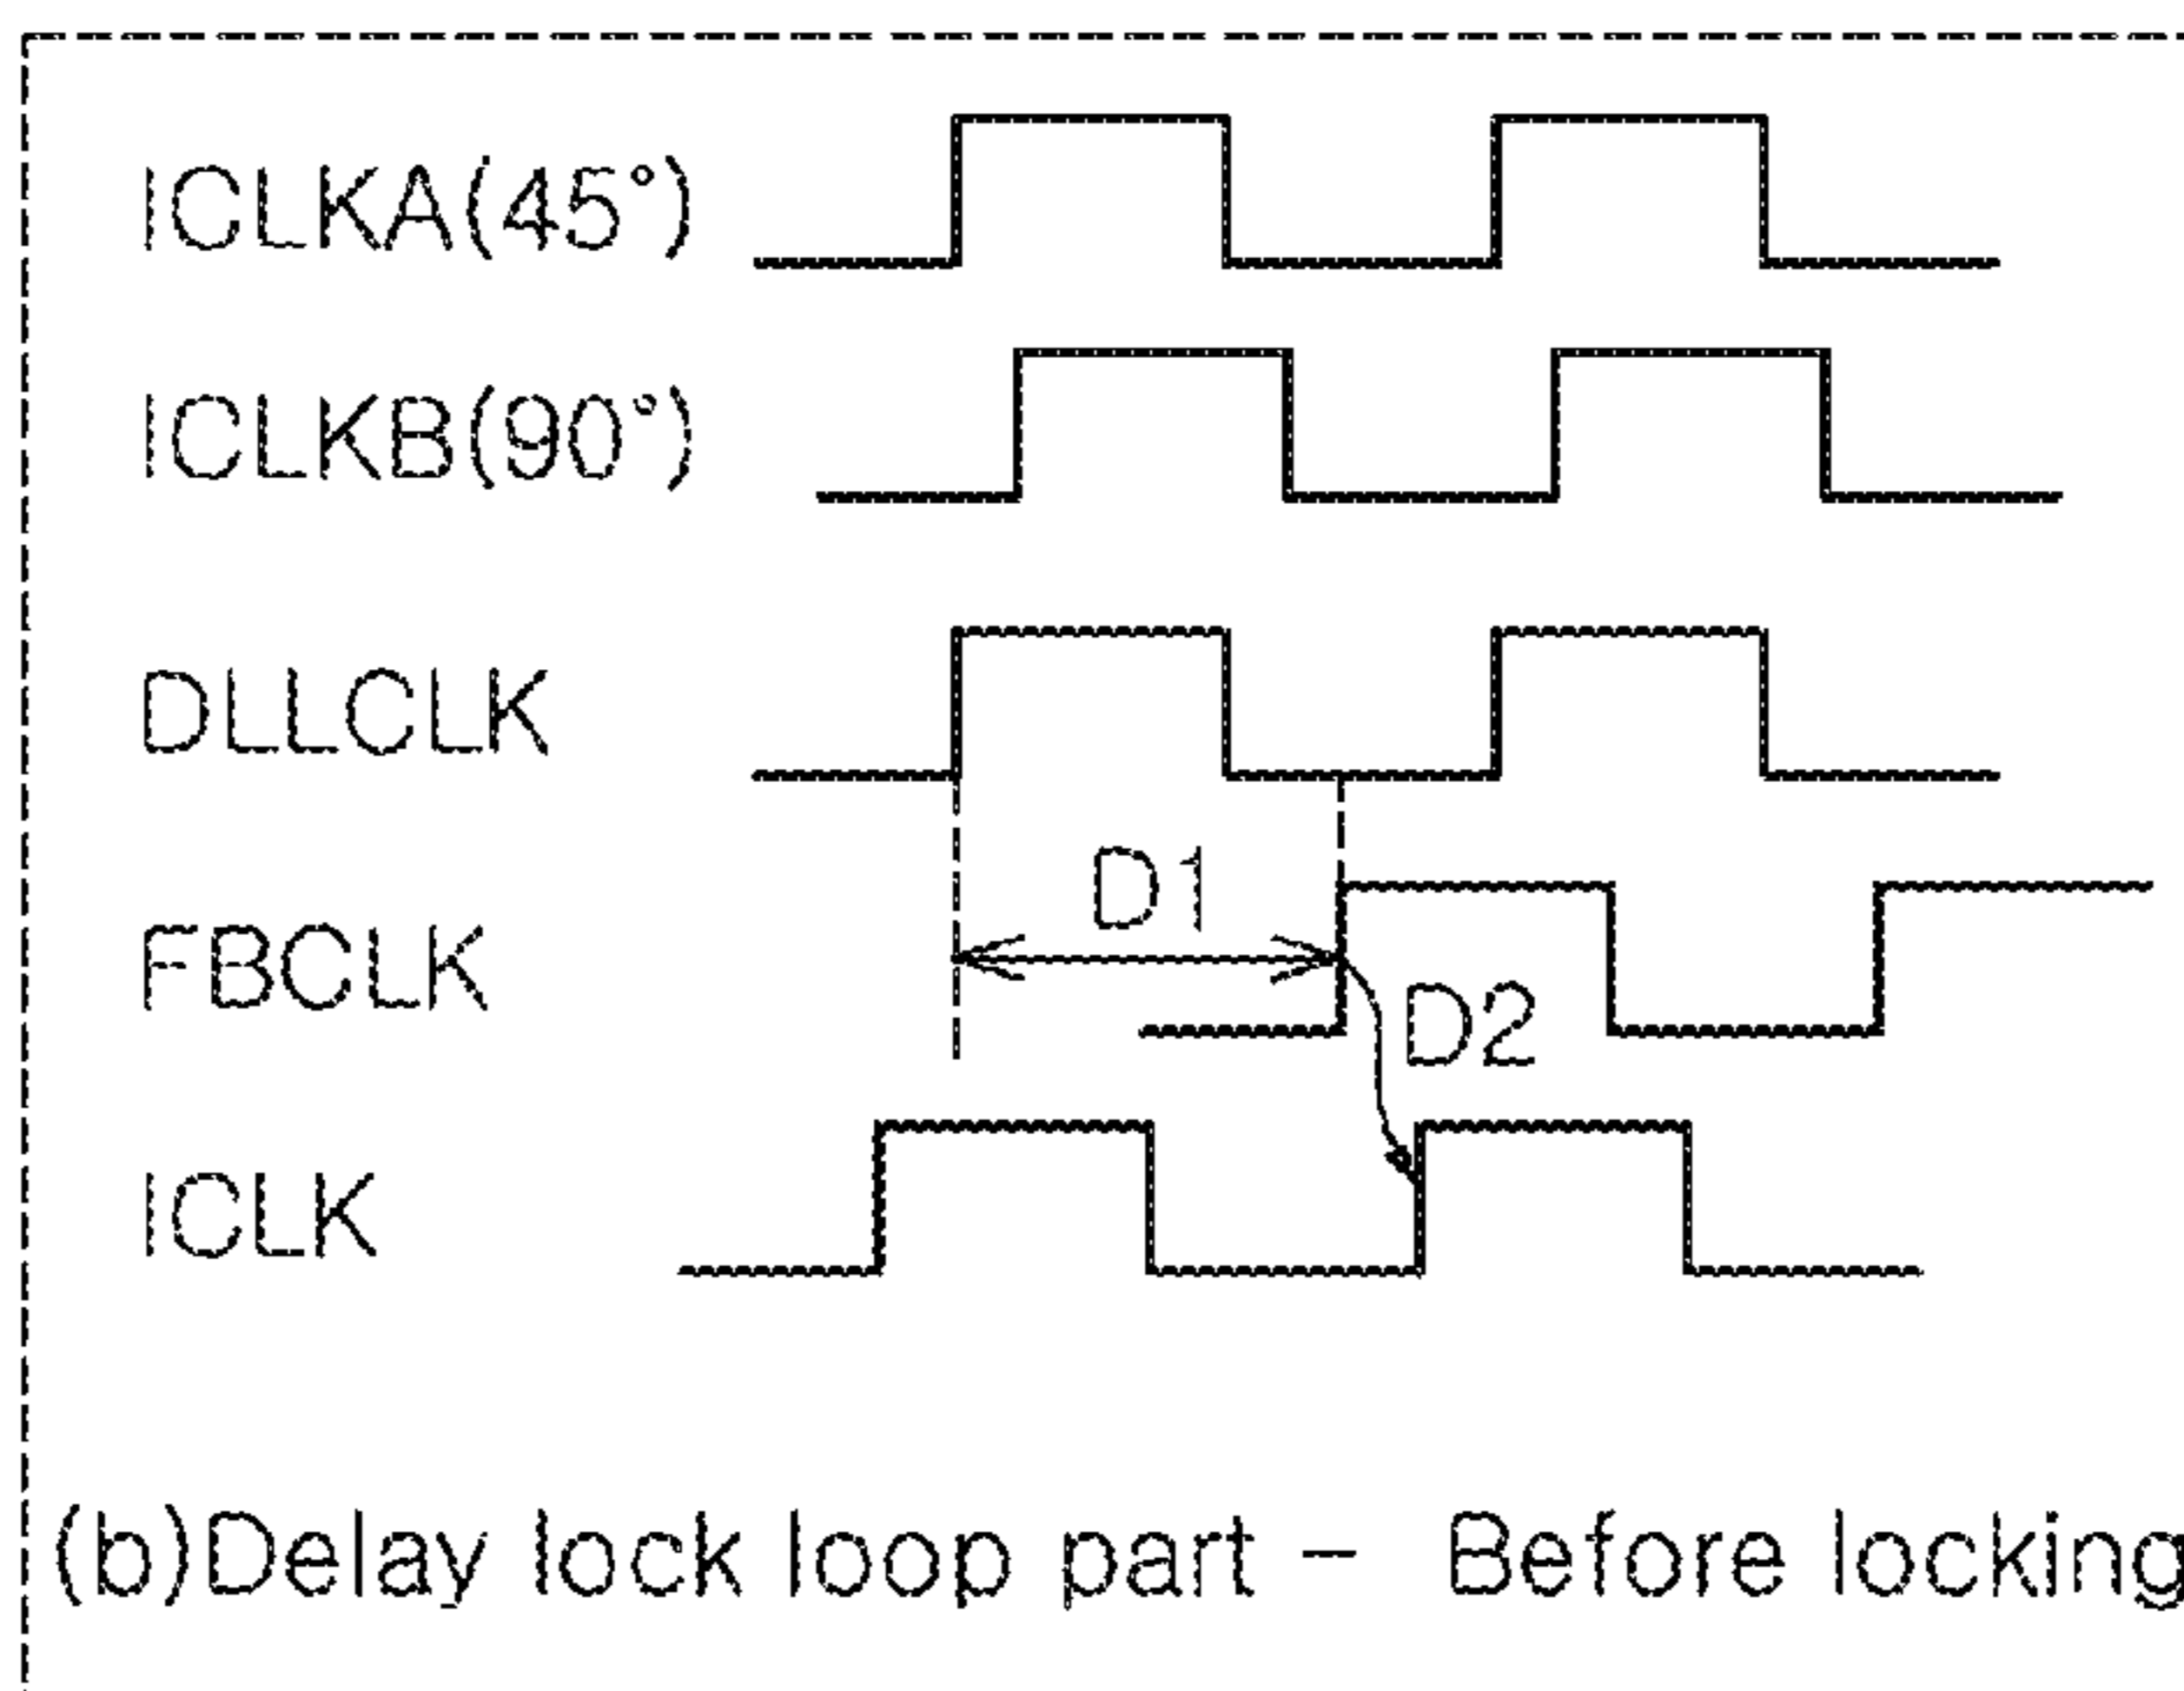 ICLKA(45°)
ICLKB(90°)
DLLCLK
D1
FBCLK
D2
ICLK
(b)Delay lock loop part - Before locking